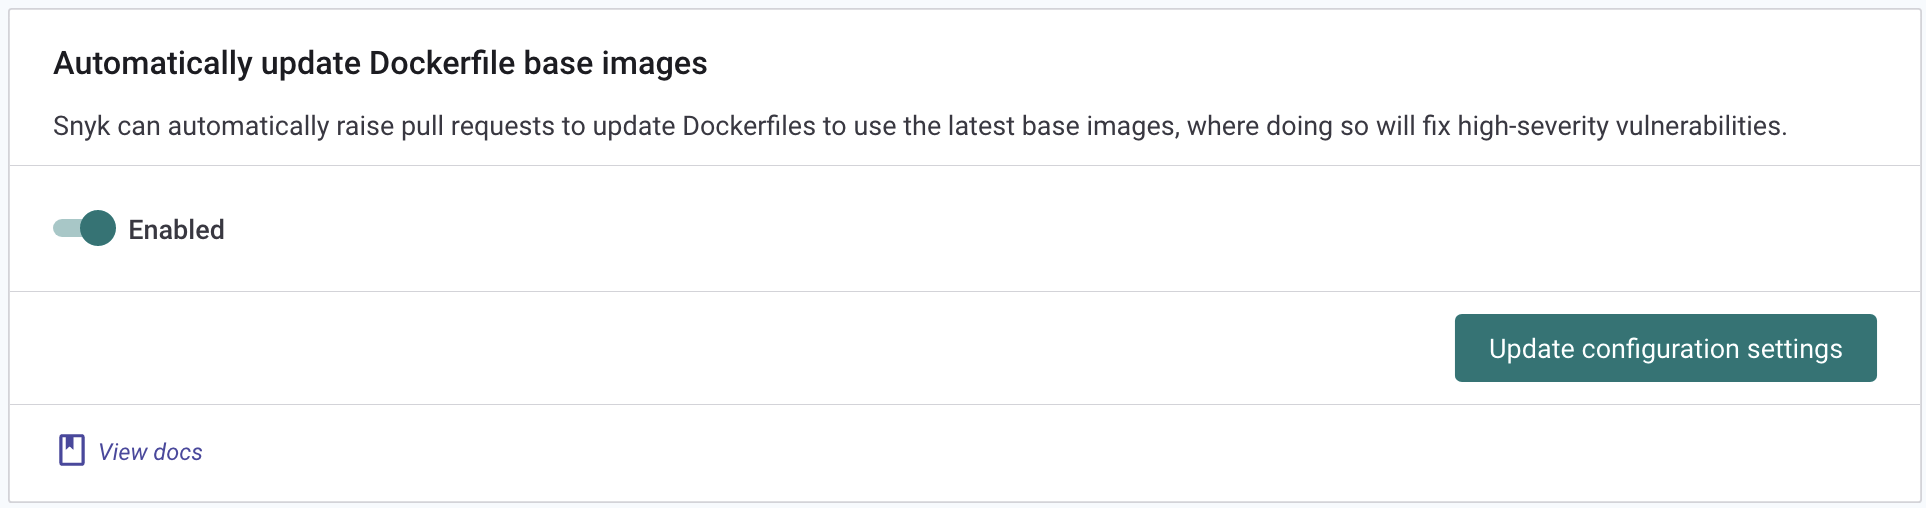 Automatically update Dockerfile base images
Snyk can automatically raise pull requests to update Dockerfiles to use the latest base images, where doing so will fix high-severity vulnerabilities.
Enabled
Update configuration settings
View docs